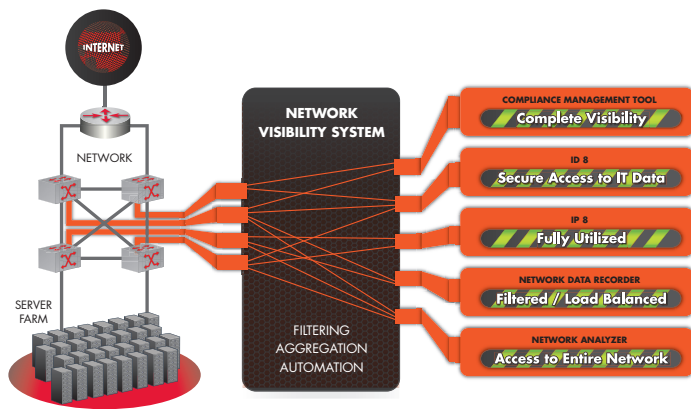 INTERNET
NETWORK
SERVER
FARM
NETWORK
VISIBILITY SYSTEM
FILTERING
AGGREGATION
AUTOMATION
COMPLIANCE MANAGEMENT TOOL
Complete Visibility
ID 8
Secure Access to IT Data
IP 8
Fully Utilized
NETWORK DATA RECORDER
Filtered / Load Balanced
NETWORK ANALYZER
Access to Entire Network